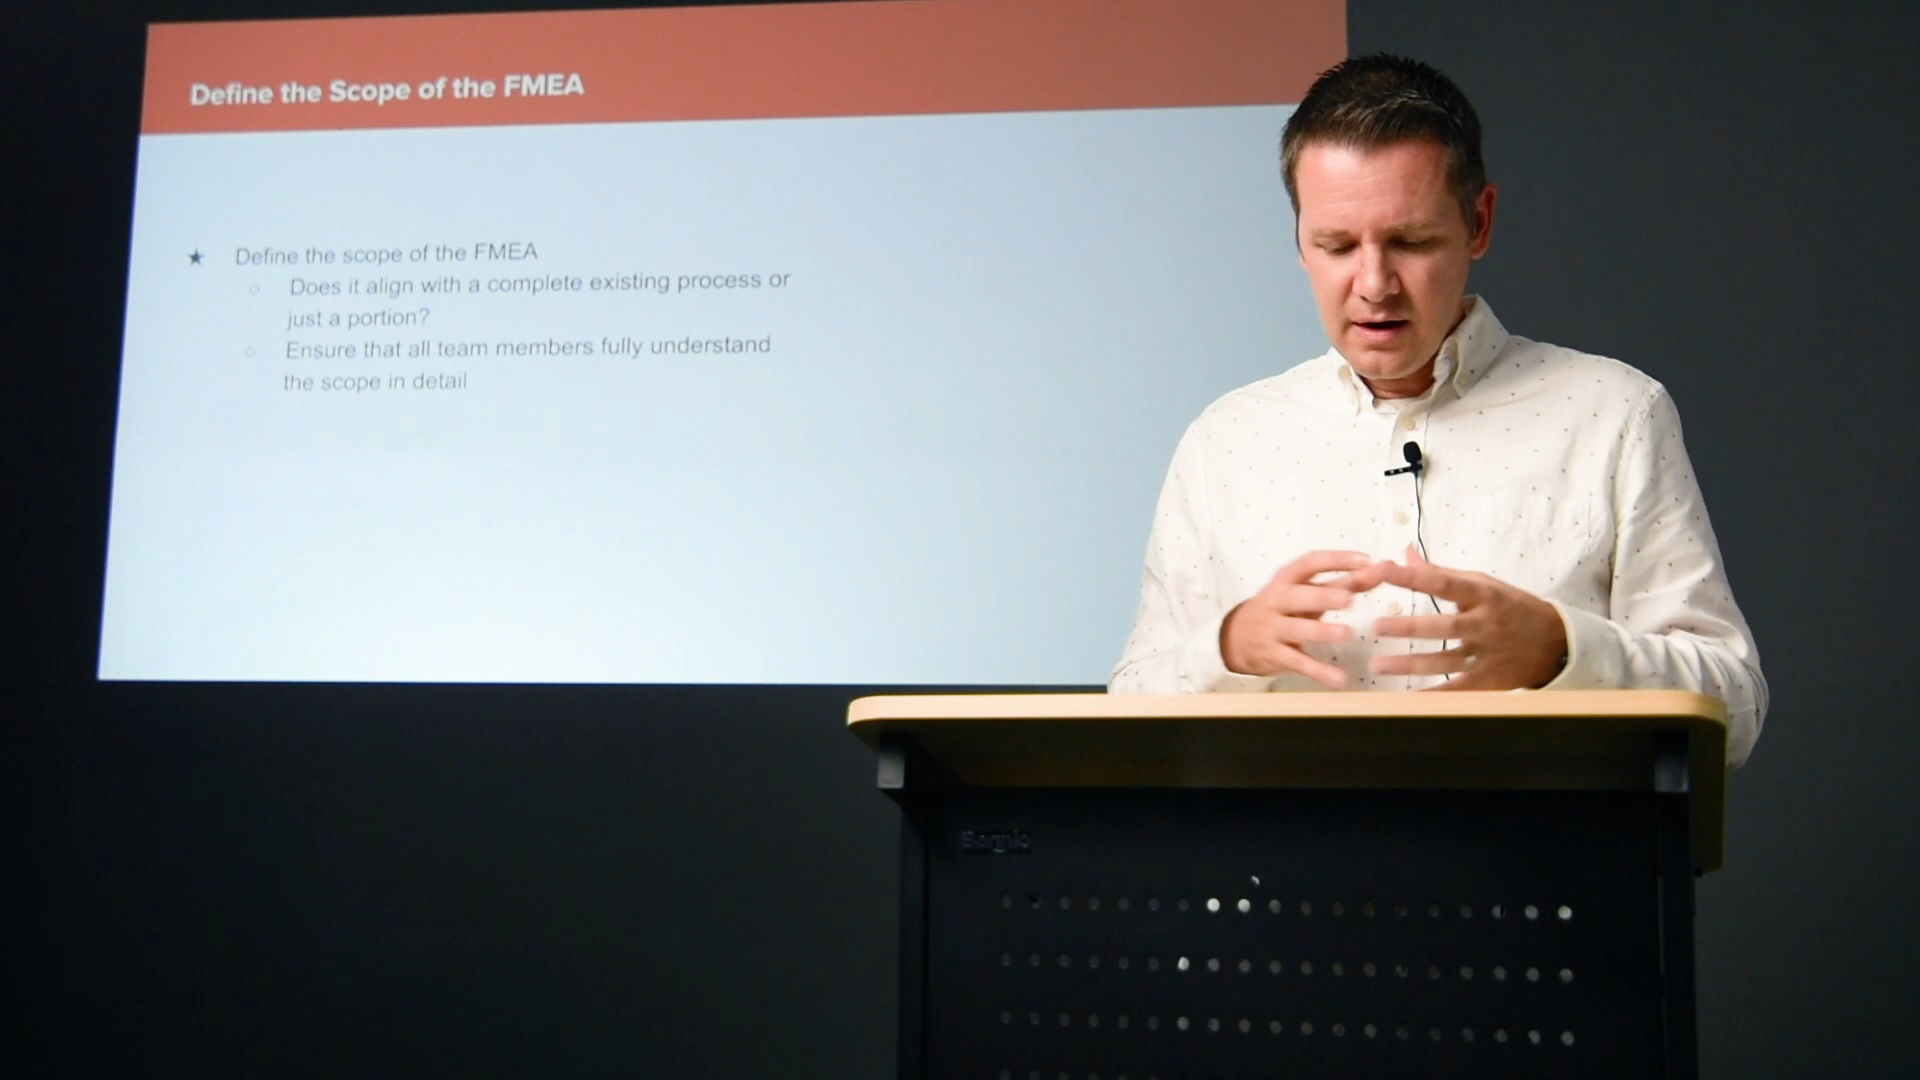 Define the Scope of the FMEA
★ Define the scope of the FMEA
○ Does it align with a complete existing process or
just a portion?
○ Ensure that all team members fully understand
the scope in detail